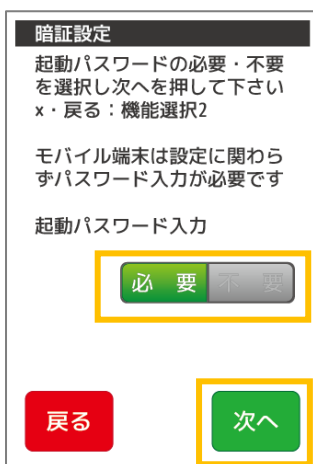 暗証設定
起動パスワードの必要・不要
を選択し次へを押して下さい
x・戻る：機能選択2
モバイル端末は設定に関わら
ずパスワード入力が必要です
起動パスワード入力
必 要 不 要
戻る 次へ